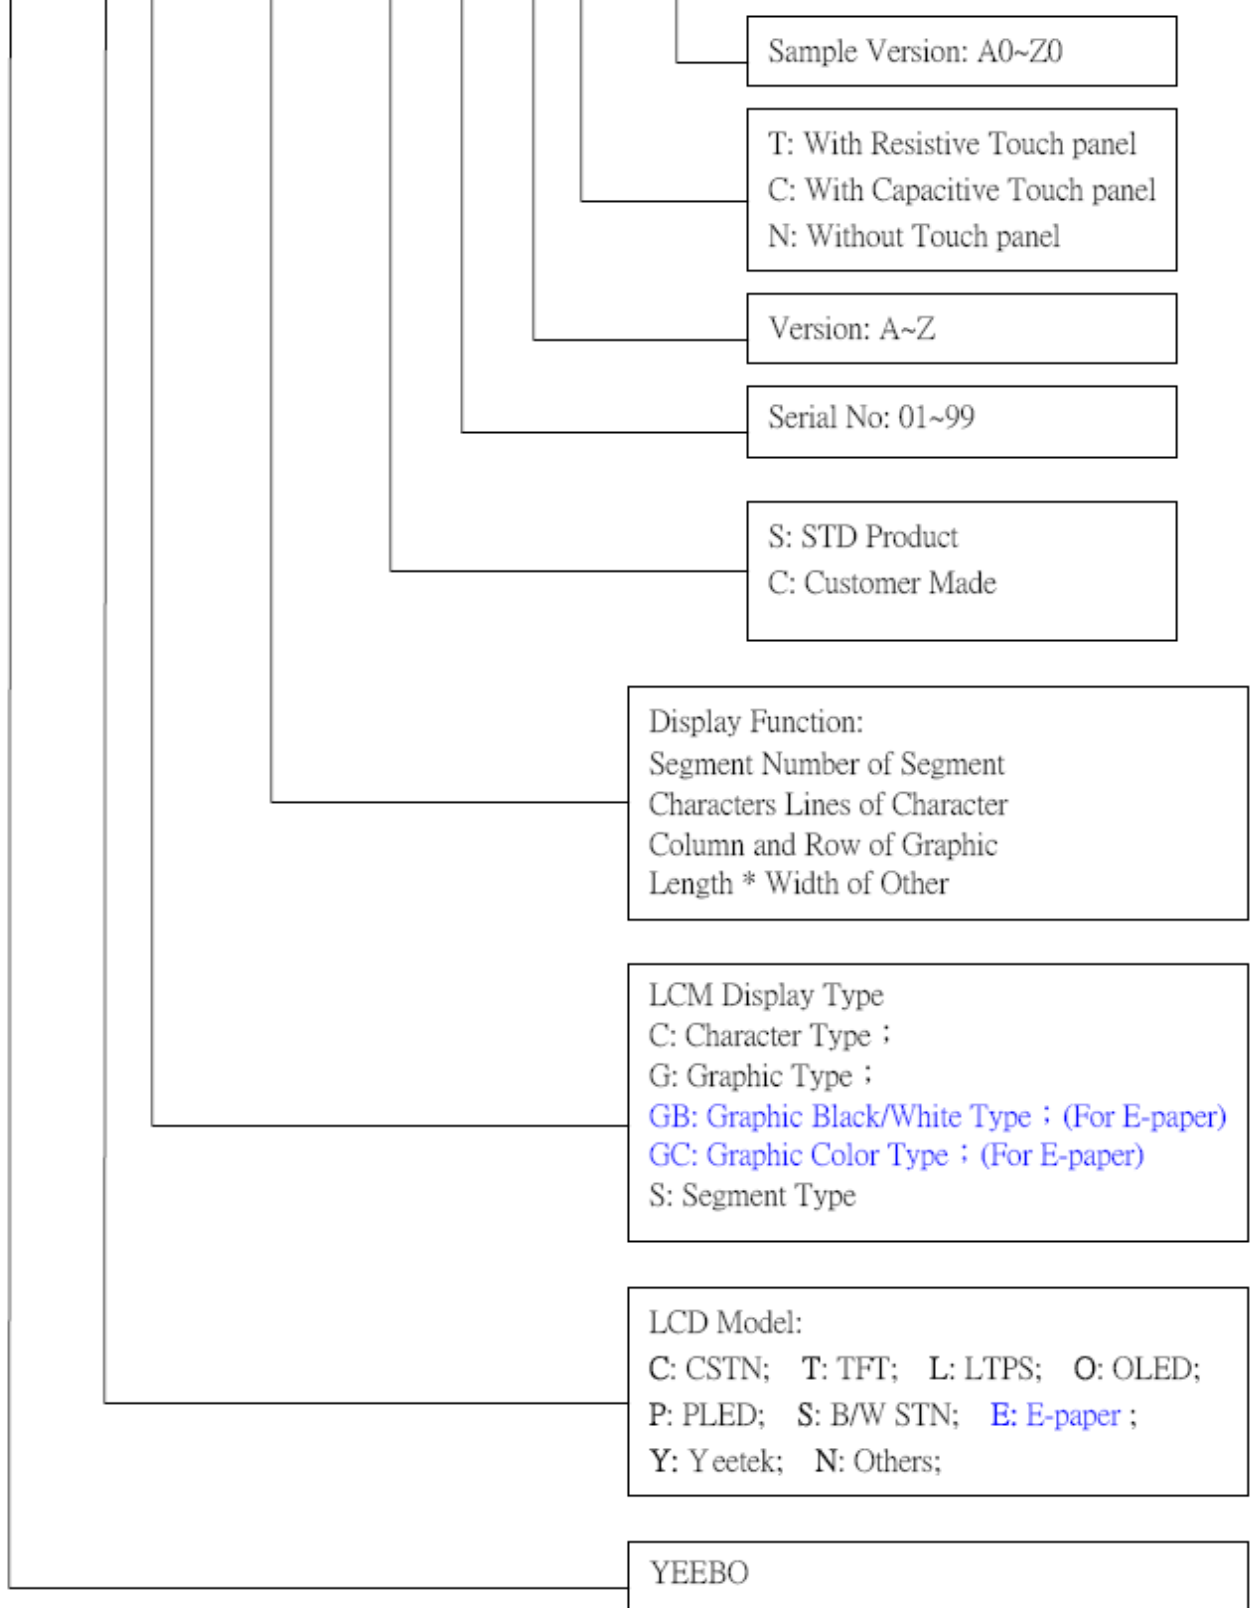 Sample Version: A0~Z0
T: With Resistive Touch panel
C: With Capacitive Touch panel
N: Without Touch panel
Version: A~Z
Serial No: 01~99
S: STD Product
C: Customer Made
Display Function:
Segment Number of Segment
Characters Lines of Character
Column and Row of Graphic
Length * Width of Other
LCM Display Type
C: Character Type；
G: Graphic Type；
GB: Graphic Black/White Type；(For E-paper)
GC: Graphic Color Type；(For E-paper)
S: Segment Type
LCD Model:
C: CSTN; T: TFT; L: LTPS; O: OLED;
P: PLED; S: B/W STN; E: E-paper ;
Y: Yeetek; N: Others;
YEEBO